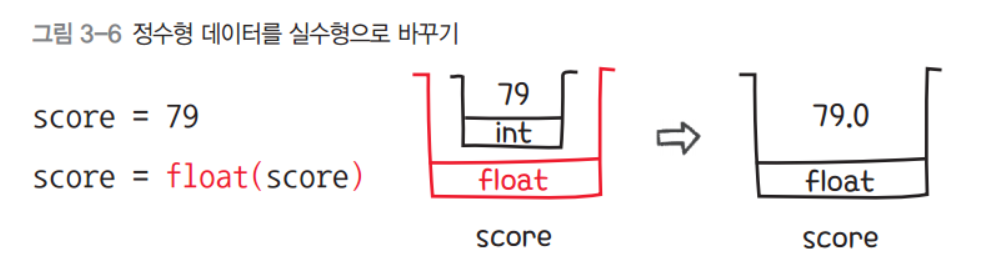 그림 3-6 정수형 데이터를 실수형으로 바꾸기
score = 79
score = float(score)
79
int
float
score
79.0
float
score